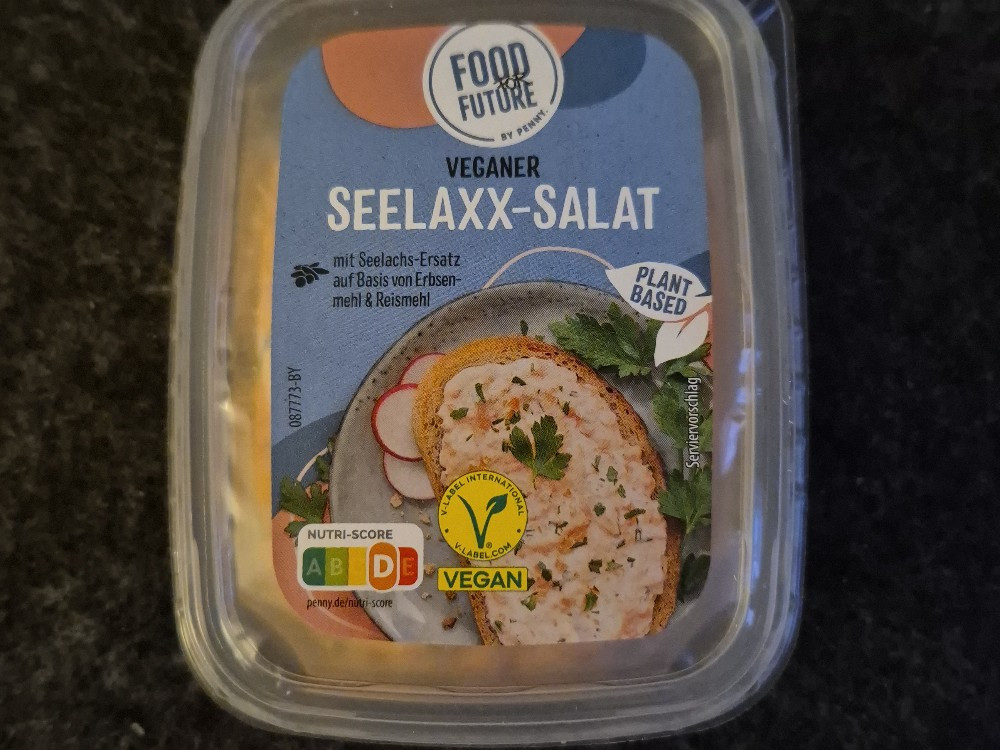 FOOD
FOR
FUTURE
BY PENNY.
VEGANER
SEELAXX-SALAT
mit Seelachs-Ersatz
auf Basis von Erbsen-
mehl & Reismehl
PLANT
BASED
087773-BY
Serviervorschlag
V-LABEL INTERNATIONAL
V-LABEL.COM
VEGAN
NUTRI-SCORE
A B C D E
penny.de/nutri-score